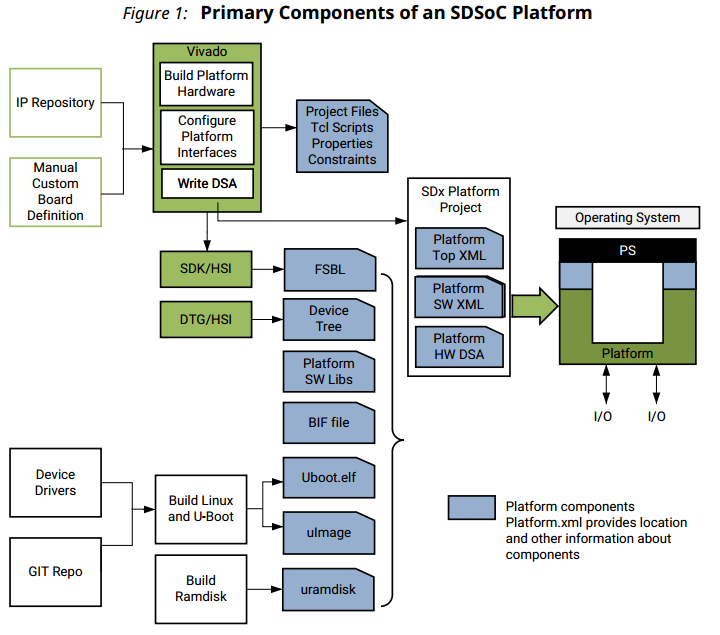 Figure 1: Primary Components of an SDSoC Platform
Vivado
Build Platform
Hardware
Configure
Platform
Interfaces
Write DSA
IP Repository
Manual
Custom
Board
Definition
Project Files
Tcl Scripts
Properties
Constraints
SDx Platform
Project
Platform
Top XML
Platform
SW XML
Platform
HW DSA
Operating System
PS
Platform
I/O
I/O
SDK/HSI
FSBL
DTG/HSI
Device
Tree
Platform
SW Libs
BIF file
Device
Drivers
GIT Repo
Build Linux
and U-Boot
Uboot.elf
uImage
Build
Ramdisk
uramdisk
Platform components
Platform.xml provides location
and other information about
components